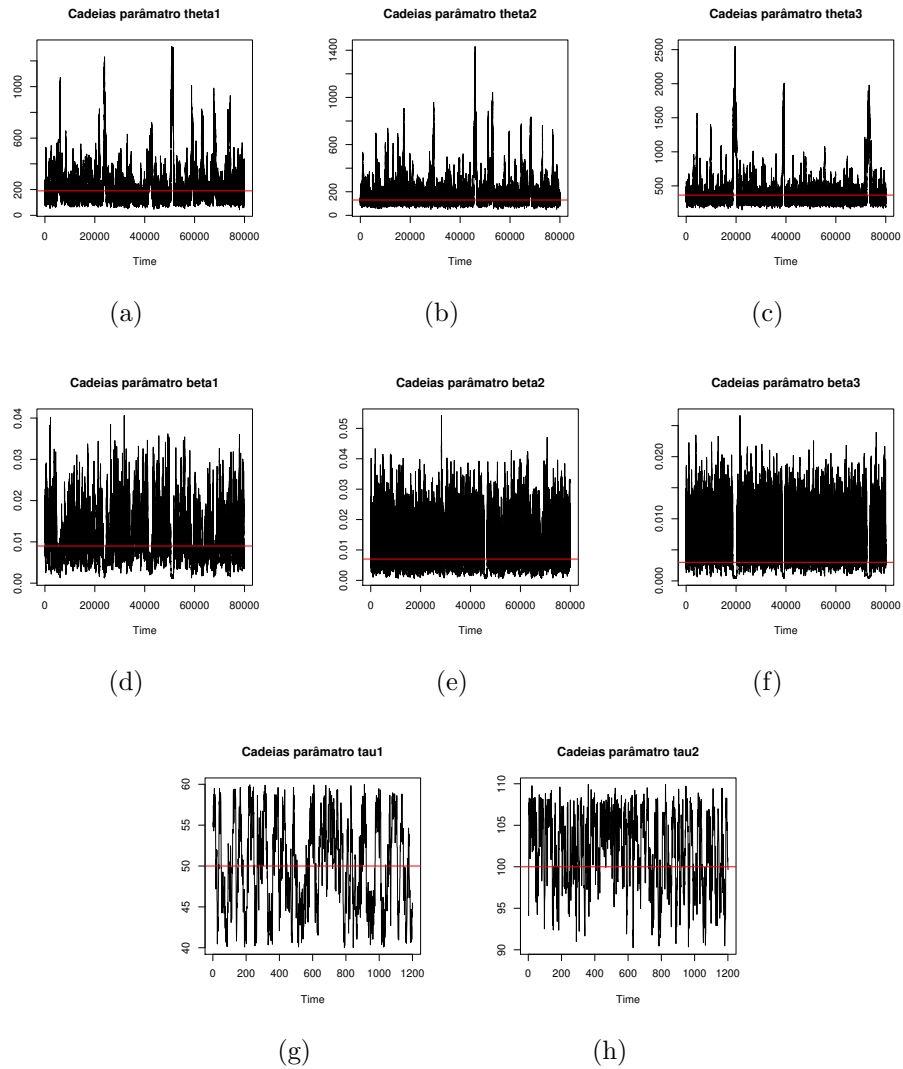 Cadeias parâmatro theta1 Cadeias parâmatro theta2 Cadeias parâmatro theta3
0 200 600 1000
0 200 600 1000 1400
500 1000 1500 2000 2500
0 20000 40000 60000 80000 0 20000 40000 60000 80000 0 20000 40000 60000 80000
Time Time Time
(a) (b) (c)
Cadeias parâmatro beta1 Cadeias parâmatro beta2 Cadeias parâmatro beta3
0.00 0.01 0.02 0.03 0.04
0.00 0.01 0.02 0.03 0.04 0.05
0.000 0.010 0.020
0 20000 40000 60000 80000 0 20000 40000 60000 80000 0 20000 40000 60000 80000
Time Time Time
(d) (e) (f)
Cadeias parâmatro tau1 Cadeias parâmatro tau2
40 45 50 55 60
90 95 100 105 110
0 200 400 600 800 1000 1200 0 200 400 600 800 1000 1200
Time Time
(g) (h)